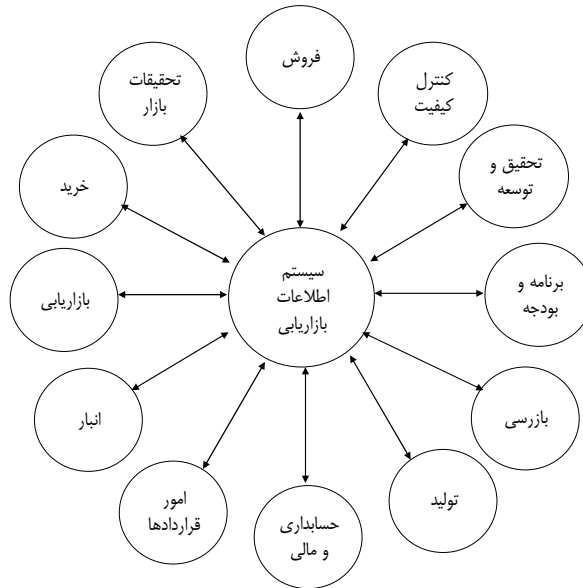 فروش
کنترل
کیفیت
تحقیق و
توسعه
برنامه و
بودجه
بازرسی
تولید
حسابداری
و مالی
امور
قراردادها
انبار
بازاریابی
خرید
تحقیقات
بازار
سیستم
اطلاعات
بازاریابی